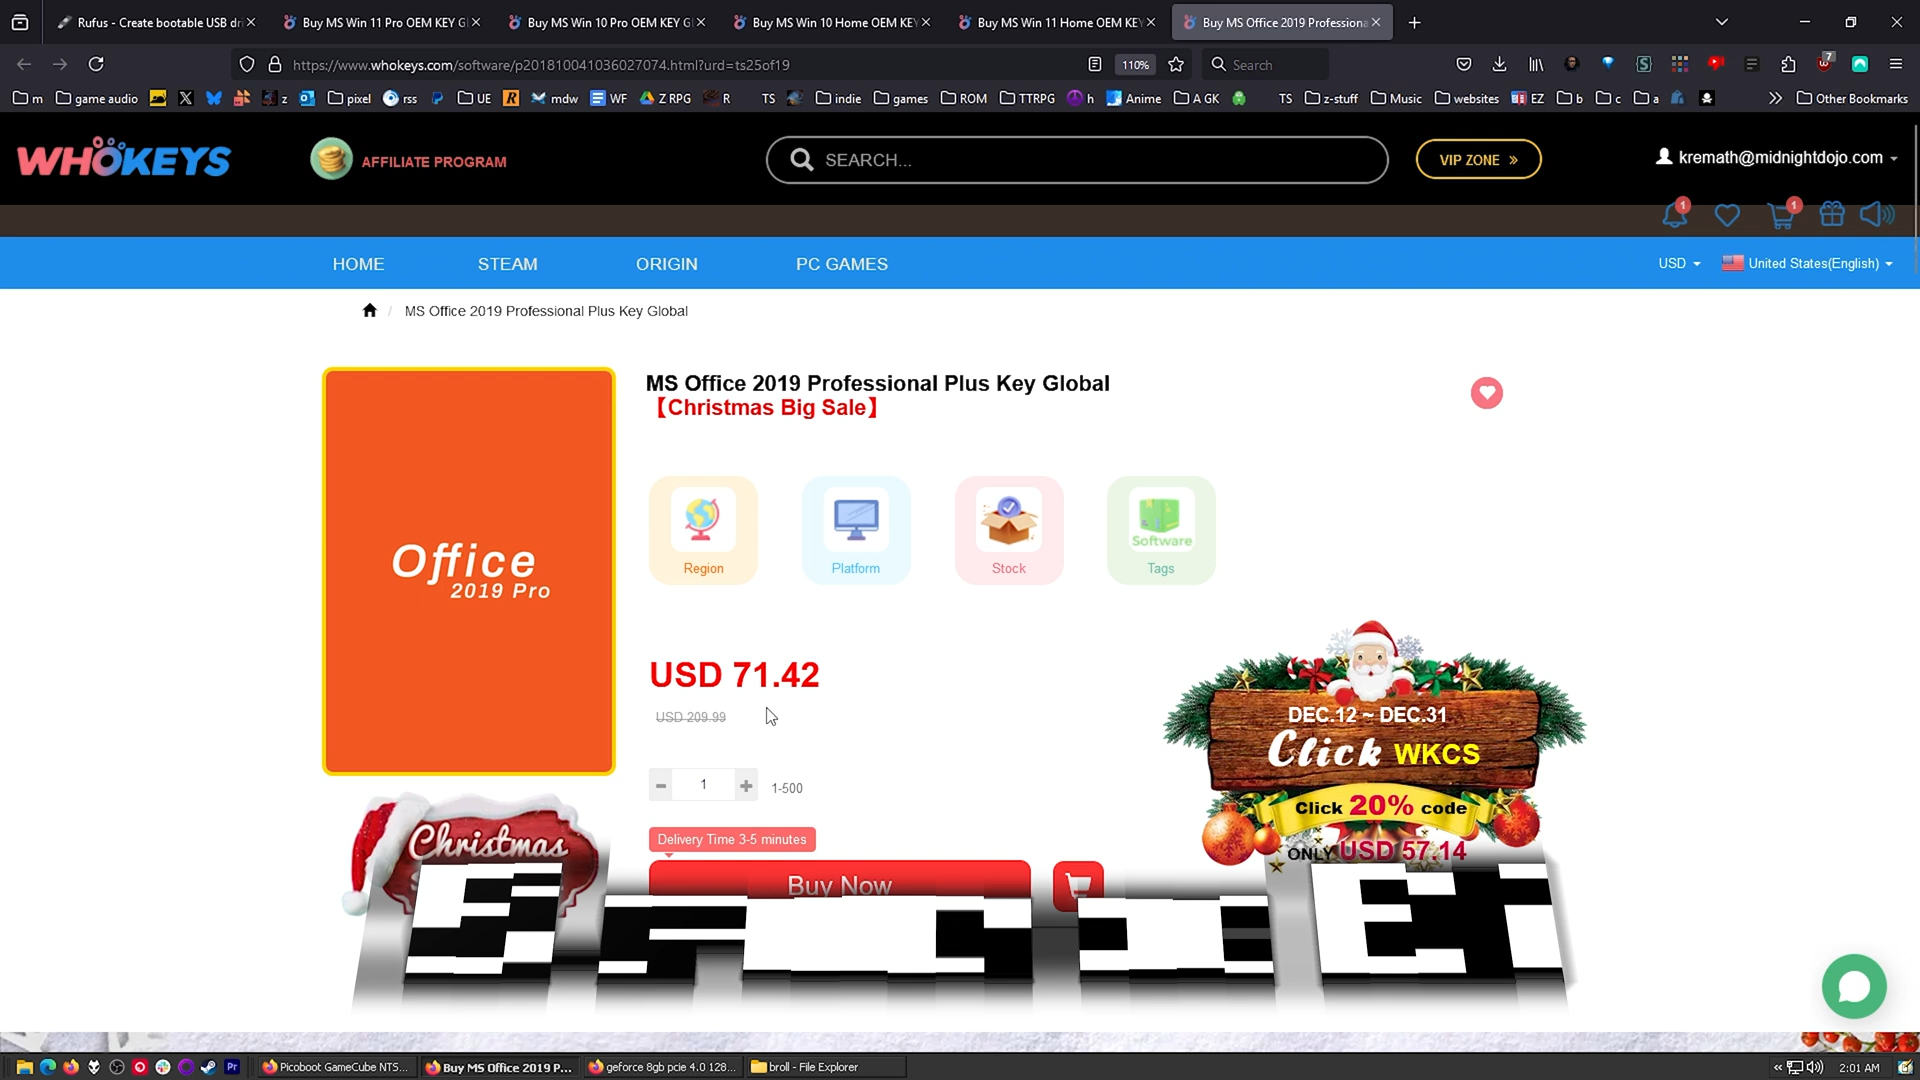 Rufus - Create bootable USB dr
Buy MS Win 11 Pro OEM KEY G
Buy MS Win 10 Pro OEM KEY G
Buy MS Win 10 Home OEM KEY
Buy MS Win 11 Home OEM KEY
Buy MS Office 2019 Professiona
https://www.whokeys.com/software/p201810041036027074.html?urd=ts25of19
110%
Search
7
m
game audio
z
pixel
rss
UE
mdw
WF
Z RPG
R
TS
indie
games
ROM
TTRPG
h
Anime
A GK
TS
z-stuff
Music
websites
EZ
b
c
a
Other Bookmarks
WHOKEYS
AFFILIATE PROGRAM
SEARCH...
VIP ZONE »
kremath@midnightdojo.com
1
1
HOME
STEAM
ORIGIN
PC GAMES
USD
United States(English)
/ MS Office 2019 Professional Plus Key Global
MS Office 2019 Professional Plus Key Global
【Christmas Big Sale】
Office
2019 Pro
Region
Platform
Stock
Software
Tags
USD 71.42
USD 209.99
1
1-500
Delivery Time 3-5 minutes
Buy Now
Christmas
DEC.12 ~ DEC.31
Click WKCS
Click 20% code
ONLY USD 57.14
Picoboot GameCube NTS...
Buy MS Office 2019 P...
geforce 8gb pcie 4.0 128...
broll - File Explorer
2:01 AM